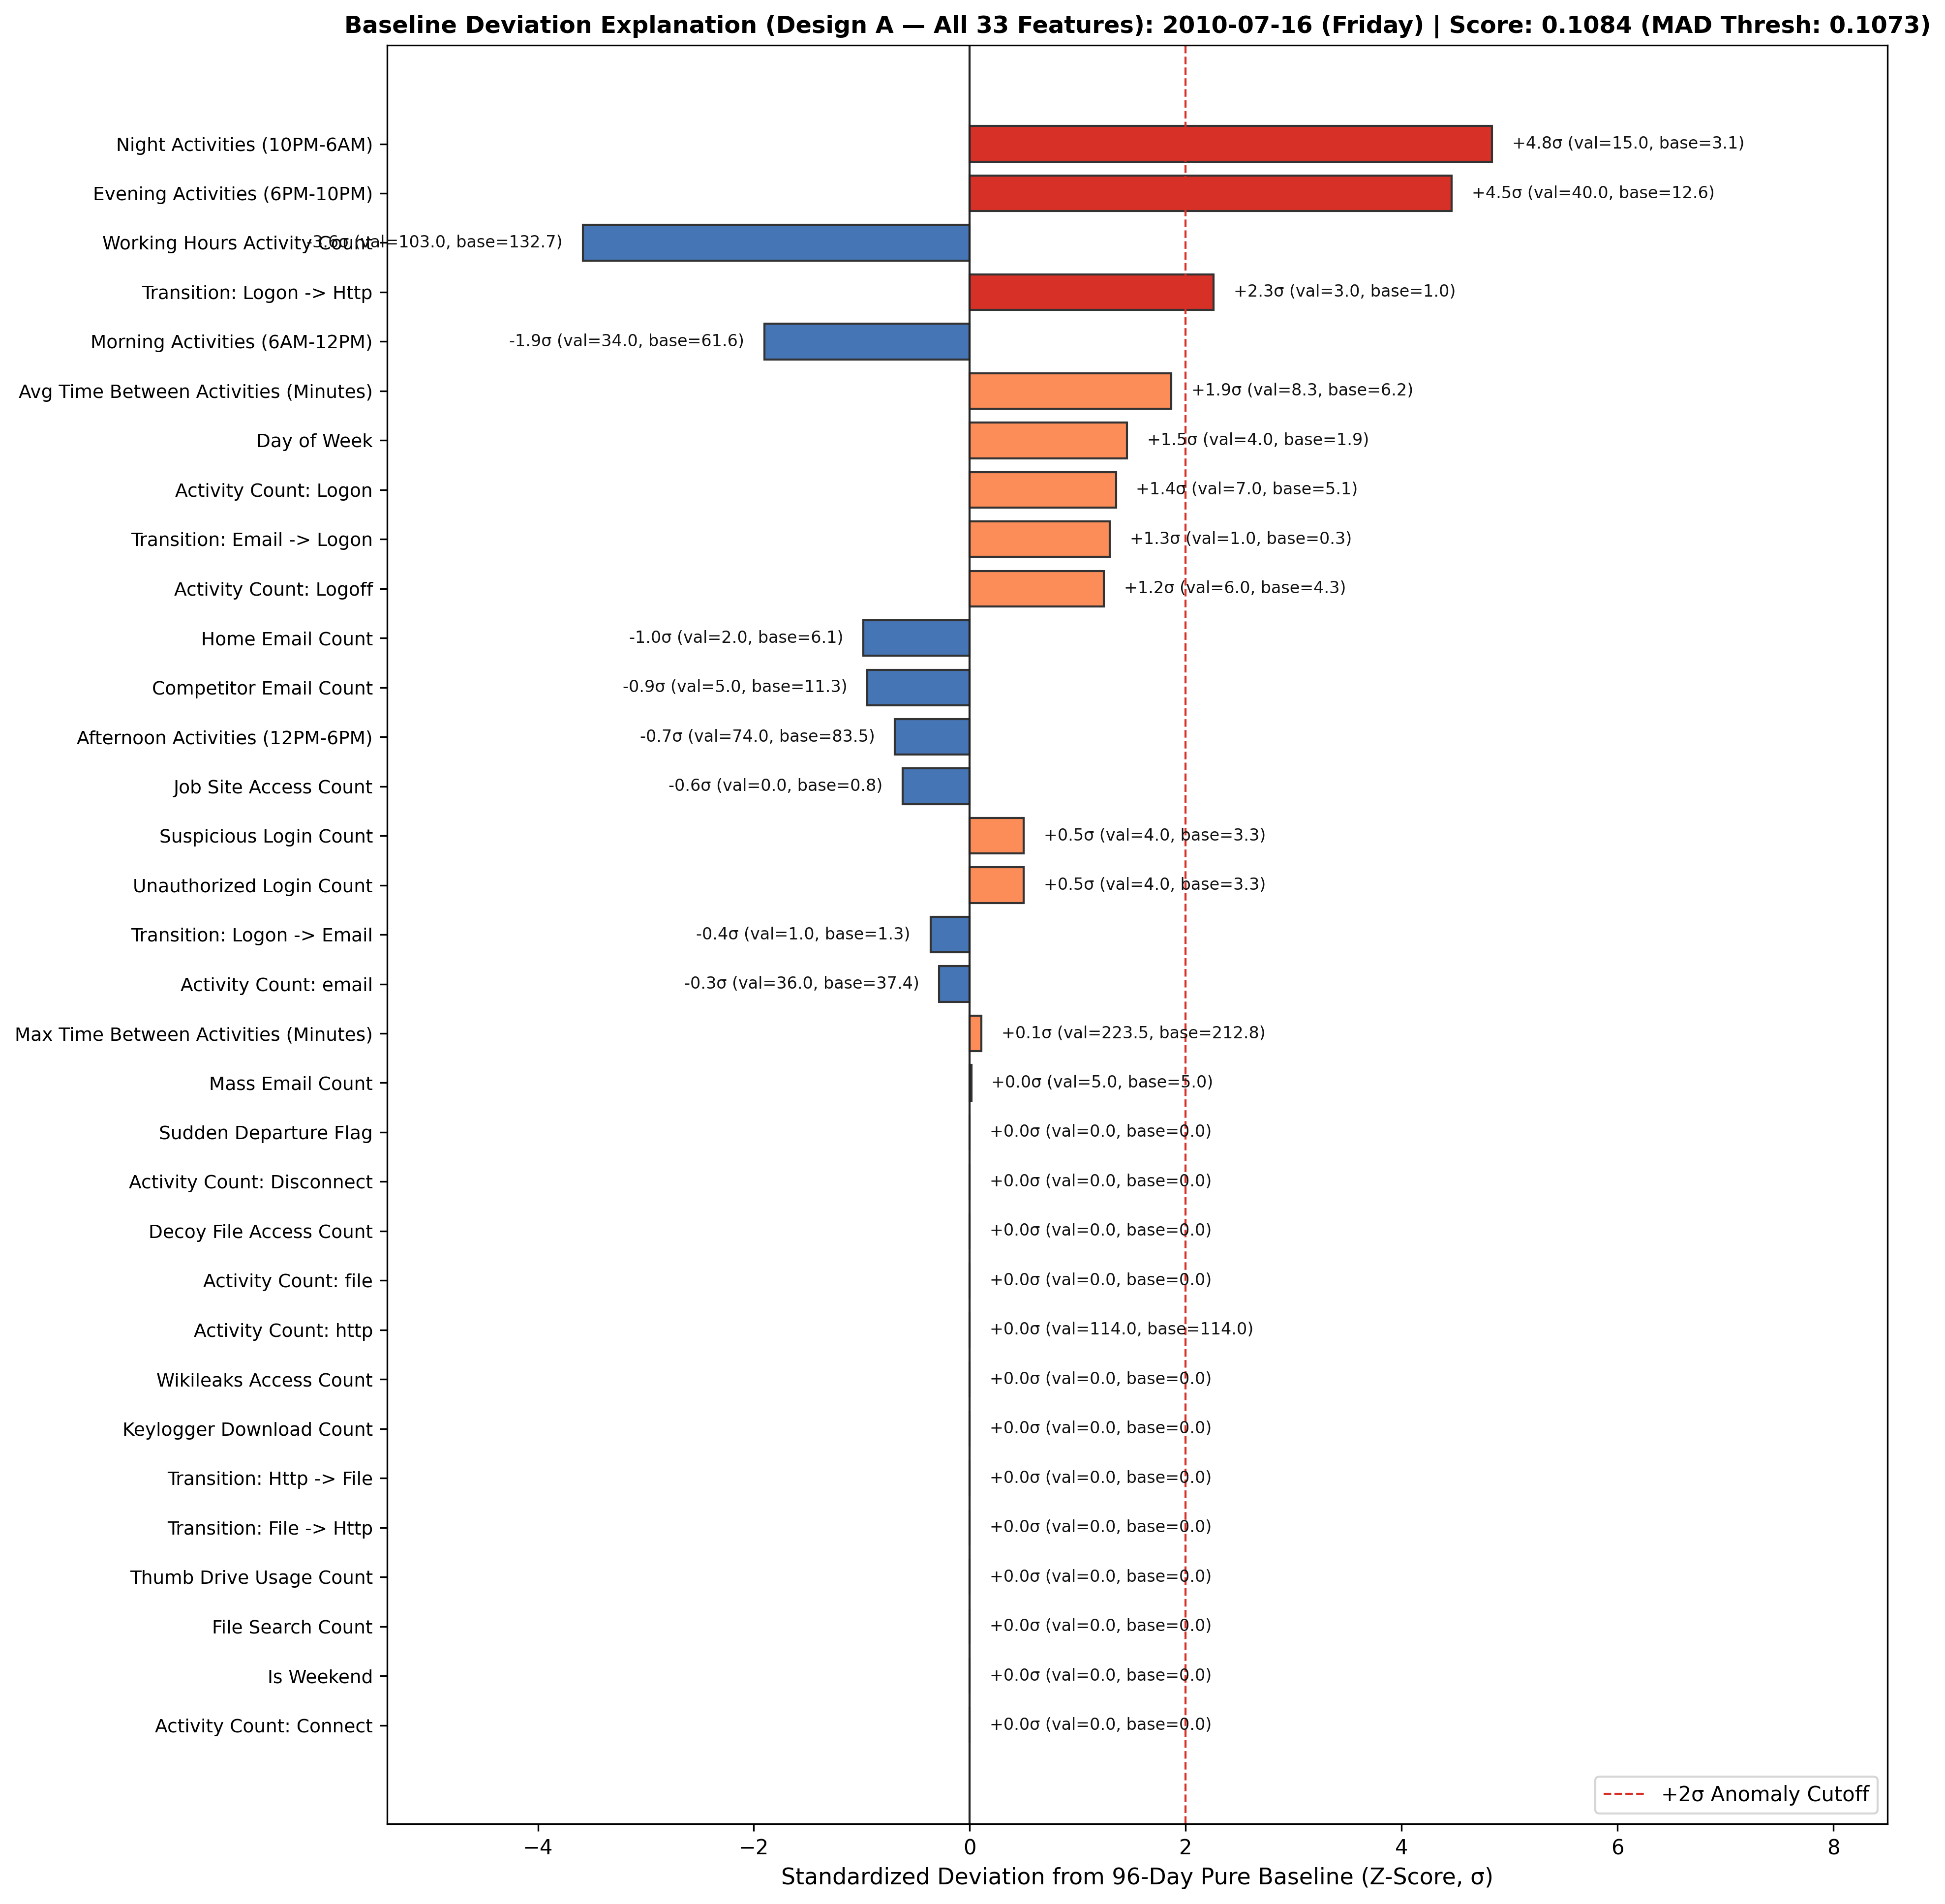 Baseline Deviation Explanation (Design A — All 33 Features): 2010-07-16 (Friday) | Score: 0.1084 (MAD Thresh: 0.1073)
Night Activities (10PM-6AM) +4.8σ (val=15.0, base=3.1)
Evening Activities (6PM-10PM) +4.5σ (val=40.0, base=12.6)
Working Hours Activity Count -3.6σ (val=103.0, base=132.7)
Transition: Logon -> Http +2.3σ (val=3.0, base=1.0)
Morning Activities (6AM-12PM) -1.9σ (val=34.0, base=61.6)
Avg Time Between Activities (Minutes) +1.9σ (val=8.3, base=6.2)
Day of Week +1.5σ (val=4.0, base=1.9)
Activity Count: Logon +1.4σ (val=7.0, base=5.1)
Transition: Email -> Logon +1.3σ (val=1.0, base=0.3)
Activity Count: Logoff +1.2σ (val=6.0, base=4.3)
Home Email Count -1.0σ (val=2.0, base=6.1)
Competitor Email Count -0.9σ (val=5.0, base=11.3)
Afternoon Activities (12PM-6PM) -0.7σ (val=74.0, base=83.5)
Job Site Access Count -0.6σ (val=0.0, base=0.8)
Suspicious Login Count +0.5σ (val=4.0, base=3.3)
Unauthorized Login Count +0.5σ (val=4.0, base=3.3)
Transition: Logon -> Email -0.4σ (val=1.0, base=1.3)
Activity Count: email -0.3σ (val=36.0, base=37.4)
Max Time Between Activities (Minutes) +0.1σ (val=223.5, base=212.8)
Mass Email Count +0.0σ (val=5.0, base=5.0)
Sudden Departure Flag +0.0σ (val=0.0, base=0.0)
Activity Count: Disconnect +0.0σ (val=0.0, base=0.0)
Decoy File Access Count +0.0σ (val=0.0, base=0.0)
Activity Count: file +0.0σ (val=0.0, base=0.0)
Activity Count: http +0.0σ (val=114.0, base=114.0)
Wikileaks Access Count +0.0σ (val=0.0, base=0.0)
Keylogger Download Count +0.0σ (val=0.0, base=0.0)
Transition: Http -> File +0.0σ (val=0.0, base=0.0)
Transition: File -> Http +0.0σ (val=0.0, base=0.0)
Thumb Drive Usage Count +0.0σ (val=0.0, base=0.0)
File Search Count +0.0σ (val=0.0, base=0.0)
Is Weekend +0.0σ (val=0.0, base=0.0)
Activity Count: Connect +0.0σ (val=0.0, base=0.0)
+2σ Anomaly Cutoff
−4 −2 0 2 4 6 8
Standardized Deviation from 96-Day Pure Baseline (Z-Score, σ)